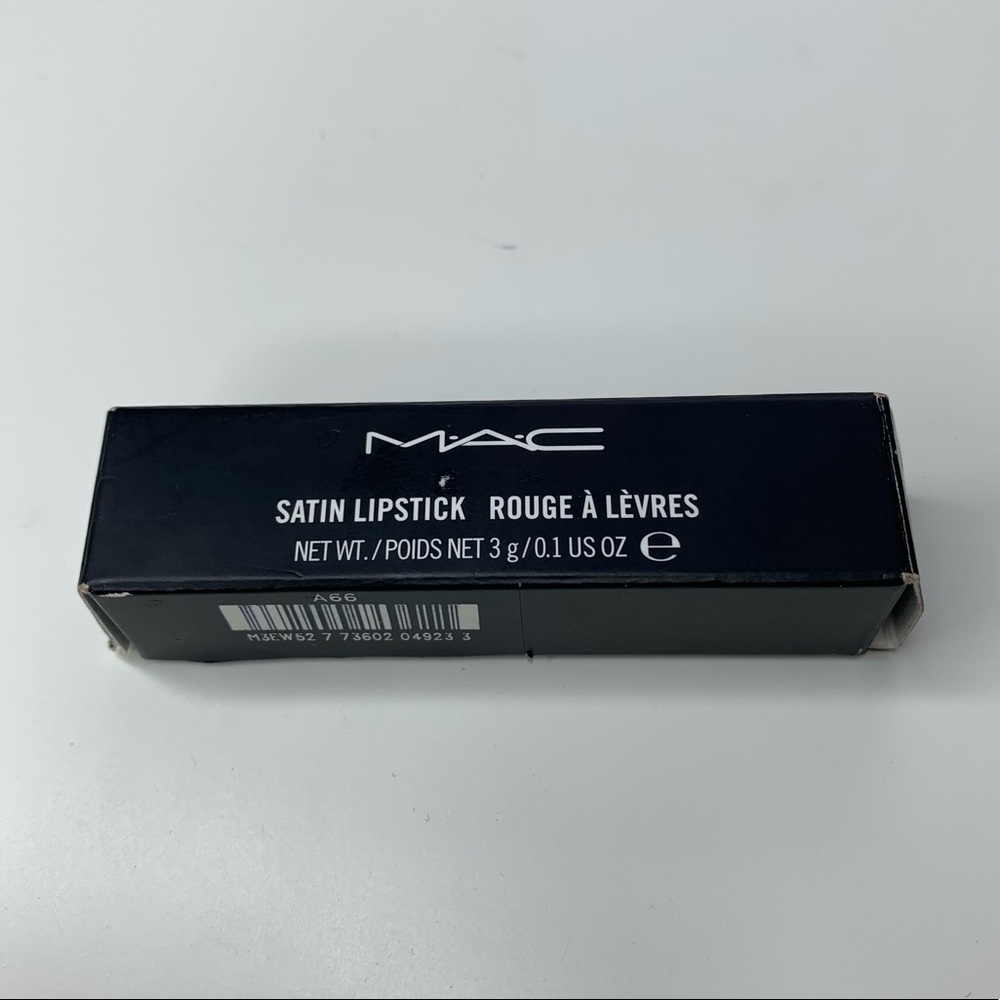 M·A·C
SATIN LIPSTICK ROUGE À LÈVRES
NET WT./POIDS NET 3 g/0.1 US OZ ℮
A66
M3EW52 7 73602 04923 3